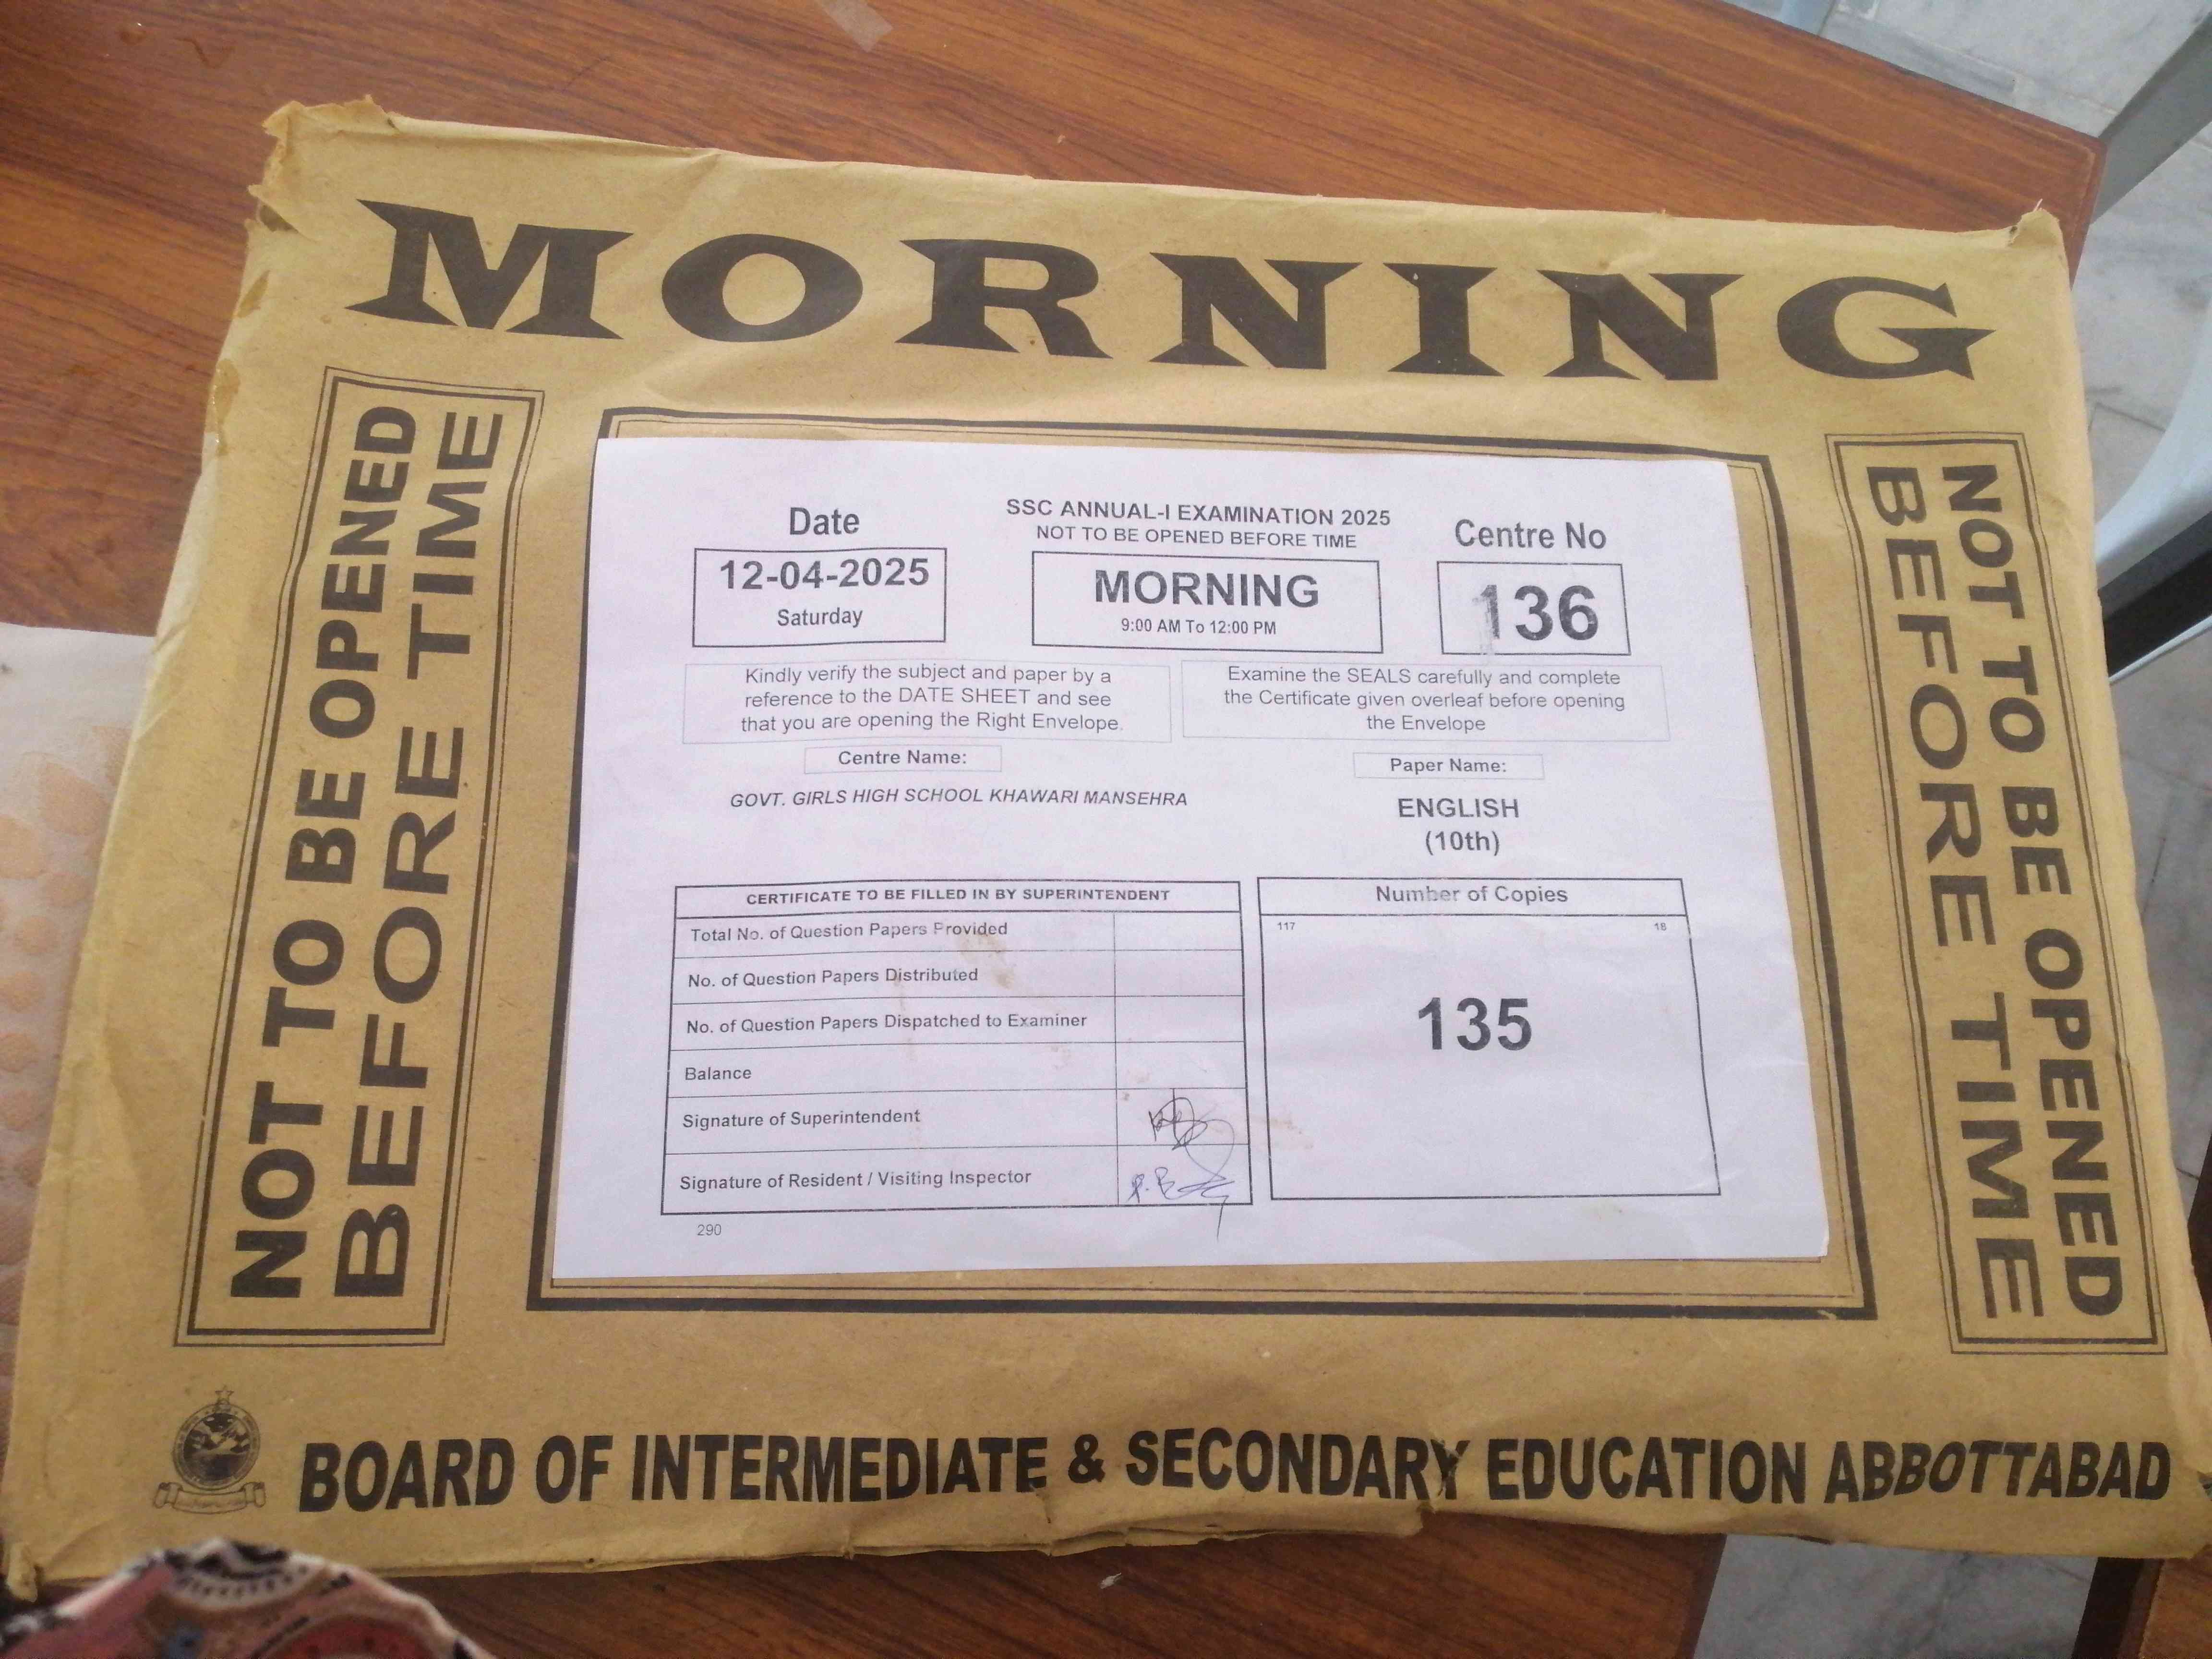 MORNING
NOT TO BE OPENED
BEFORE TIME
Date
12-04-2025
Saturday
SSC ANNUAL-I EXAMINATION 2025
NOT TO BE OPENED BEFORE TIME
MORNING
9:00 AM To 12:00 PM
Centre No
136
Kindly verify the subject and paper by a
reference to the DATE SHEET and see
that you are opening the Right Envelope.
Examine the SEALS carefully and complete
the Certificate given overleaf before opening
the Envelope
Centre Name:
GOVT. GIRLS HIGH SCHOOL KHAWARI MANSEHRA
Paper Name:
ENGLISH
(10th)
CERTIFICATE TO BE FILLED IN BY SUPERINTENDENT
Total No. of Question Papers Provided
No. of Question Papers Distributed
No. of Question Papers Dispatched to Examiner
Balance
Signature of Superintendent
Signature of Resident / Visiting Inspector
290
Number of Copies
117 18
135
NOT TO BE OPENED
BEFORE TIME
BOARD OF INTERMEDIATE & SECONDARY EDUCATION ABBOTTABAD